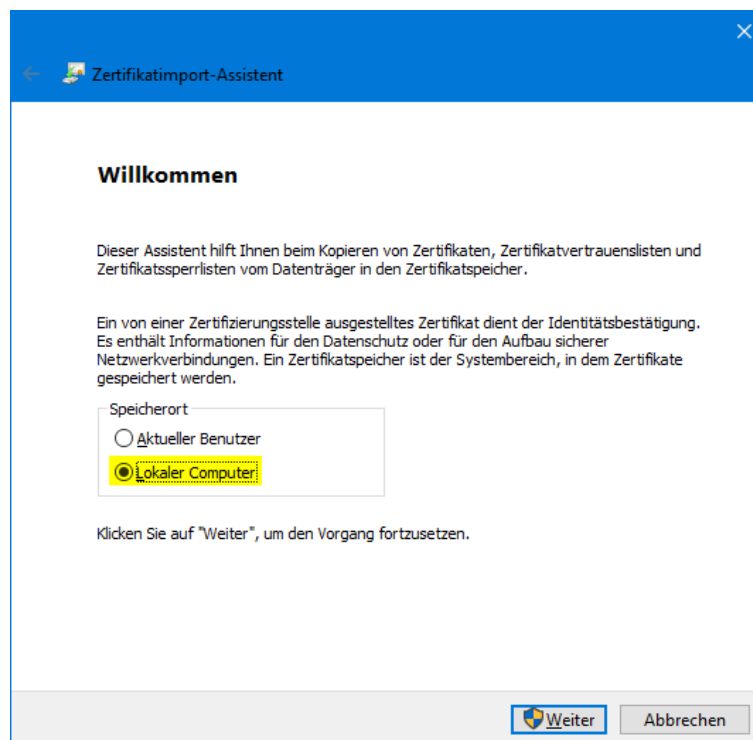 Zertifikatimport-Assistent
Willkommen
Dieser Assistent hilft Ihnen beim Kopieren von Zertifikaten, Zertifikatvertrauenslisten und
Zertifikatssperrlisten vom Datenträger in den Zertifikatspeicher.
Ein von einer Zertifizierungsstelle ausgestelltes Zertifikat dient der Identitätsbestätigung.
Es enthält Informationen für den Datenschutz oder für den Aufbau sicherer
Netzwerkverbindungen. Ein Zertifikatspeicher ist der Systembereich, in dem Zertifikate
gespeichert werden.
Speicherort
Aktueller Benutzer
Lokaler Computer
Klicken Sie auf "Weiter", um den Vorgang fortzusetzen.
Weiter Abbrechen